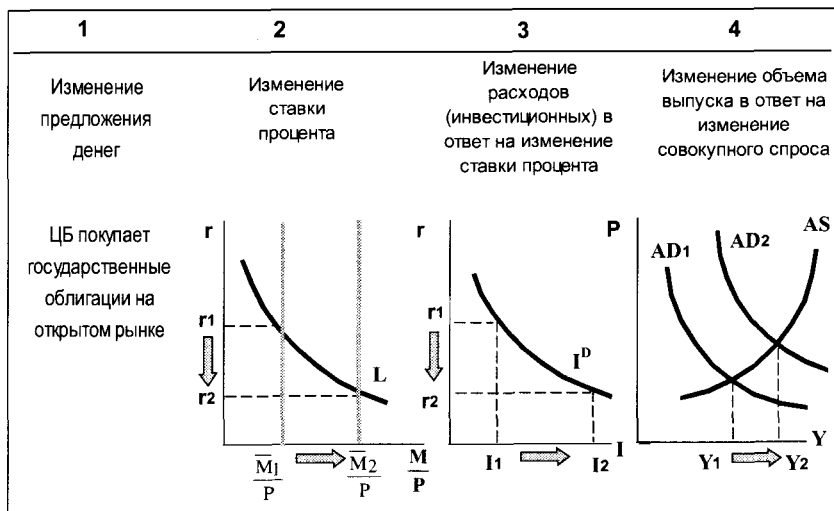 1
2
3
4
Изменение
предложения
денег
Изменение
ставки
процента
Изменение
расходов
(инвестиционных) в
ответ на изменение
ставки процента
Изменение объема
выпуска в ответ на
изменение
совокупного спроса
ЦБ покупает
государственные
облигации на
открытом рынке
r
r1
r2
L
M̅1/P
M̅2/P
M/P
r
r1
r2
I^D
I1
I2
I
P
AD1
AD2
AS
Y1
Y2
Y